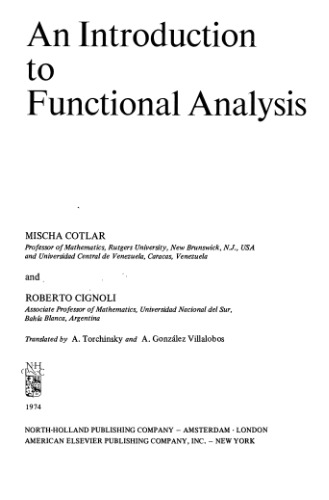 An Introduction
to
Functional Analysis
MISCHA COTLAR
Professor of Mathematics, Rutgers University, New Brunswick, N.J., USA
and Universidad Central de Venezuela, Caracas, Venezuela
and
ROBERTO CIGNOLI
Associate Professor of Mathematics, Universidad Nacional del Sur,
Bahía Blanca, Argentina
Translated by A. Torchinsky and A. González Villalobos
NH
1974
NORTH-HOLLAND PUBLISHING COMPANY – AMSTERDAM · LONDON
AMERICAN ELSEVIER PUBLISHING COMPANY, INC. – NEW YORK